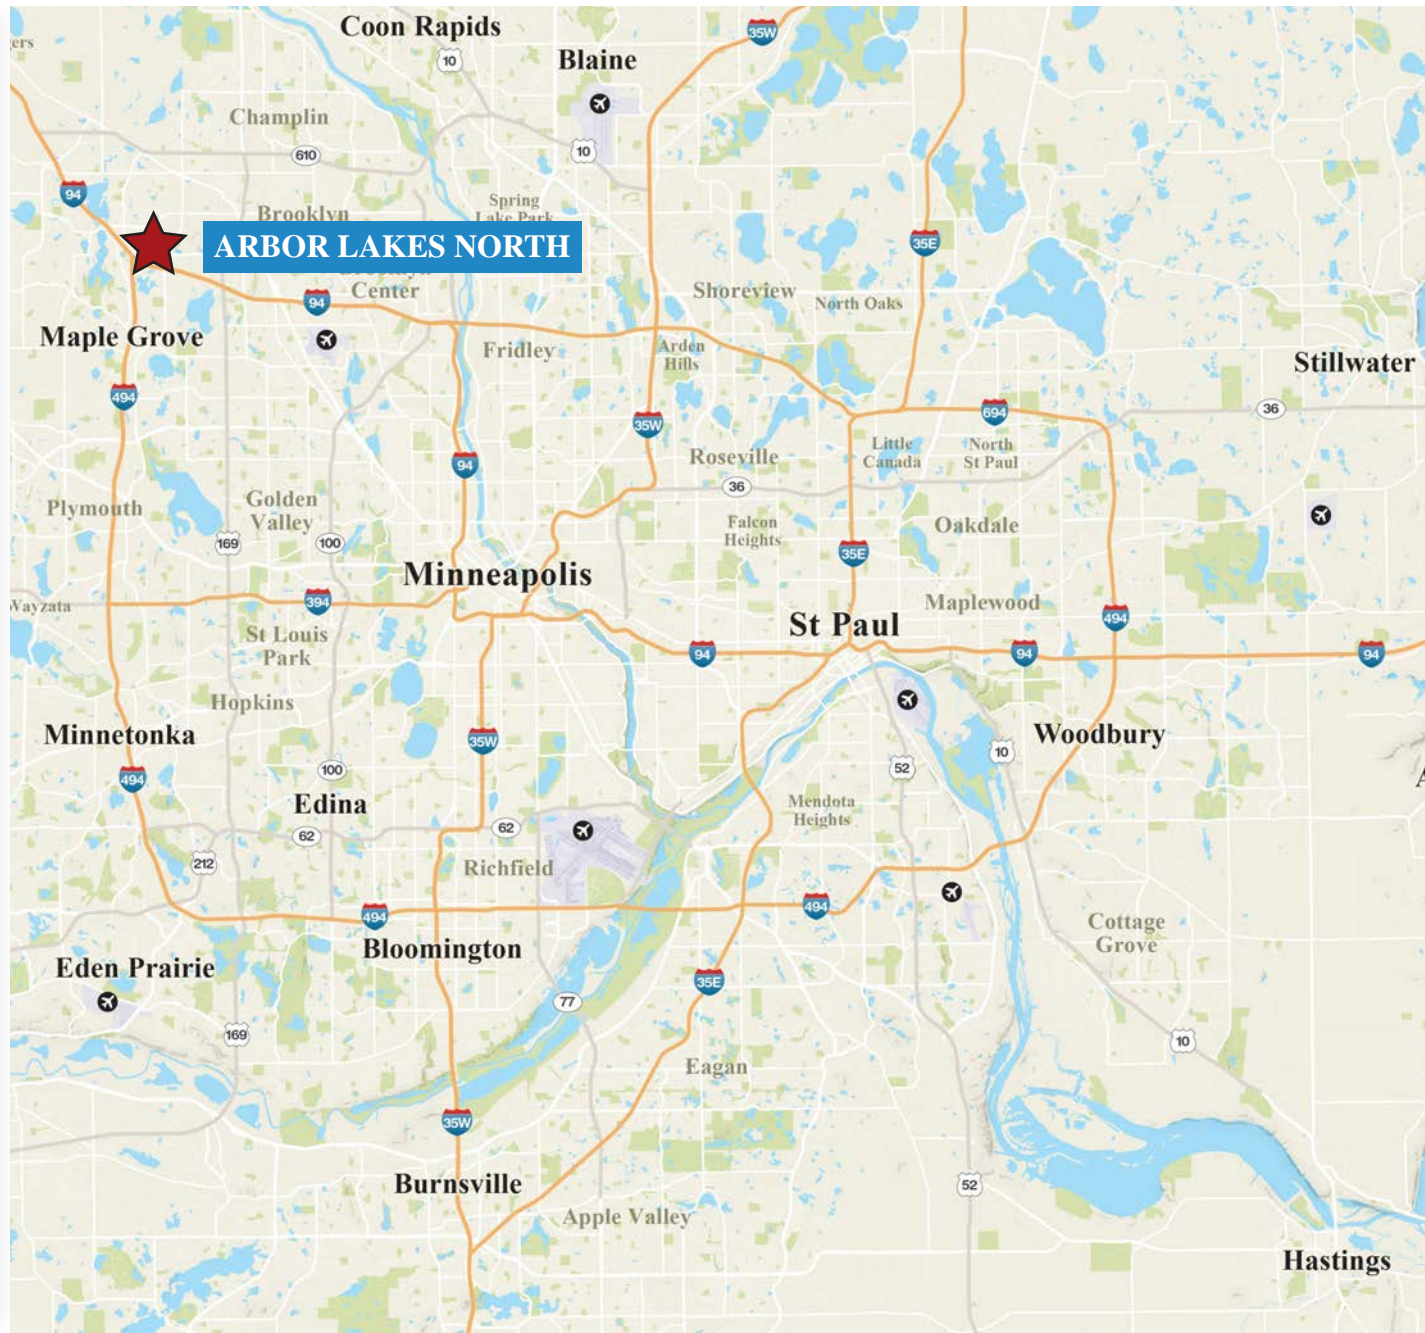 Coon Rapids
35W
Blaine
10
Champlin
610
10
94
Spring
Lake Park
Brooklyn
ARBOR LAKES NORTH
35E
Brooklyn
Center
94
Shoreview
North Oaks
Maple Grove
Fridley
Arden
Hills
Stillwater
494
36
694
35W
Little
Canada
North
St Paul
Roseville
94
36
Plymouth
Golden
Valley
Falcon
Heights
Oakdale
169
100
35E
Minneapolis
394
Wayzata
Maplewood
494
St Paul
St Louis
Park
94
94
94
Hopkins
Minnetonka
35W
Woodbury
10
494
100
52
Edina
Mendota
Heights
62
62
212
Richfield
494
494
Cottage
Grove
Bloomington
Eden Prairie
35E
77
169
10
Eagan
35W
Burnsville
52
Apple Valley
Hastings